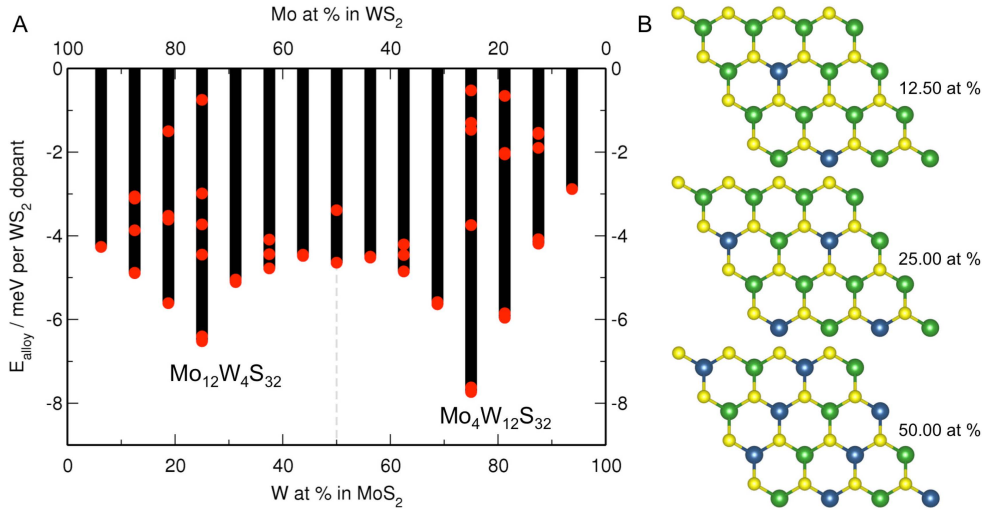 A
Mo at % in WS2
100 80 60 40 20 0
0 0
-2 -2
-4 -4
-6 -6
-8 -8
Ealloy / meV per WS2 dopant
Mo12W4S32
Mo4W12S32
0 20 40 60 80 100
W at % in MoS2
B
12.50 at %
25.00 at %
50.00 at %